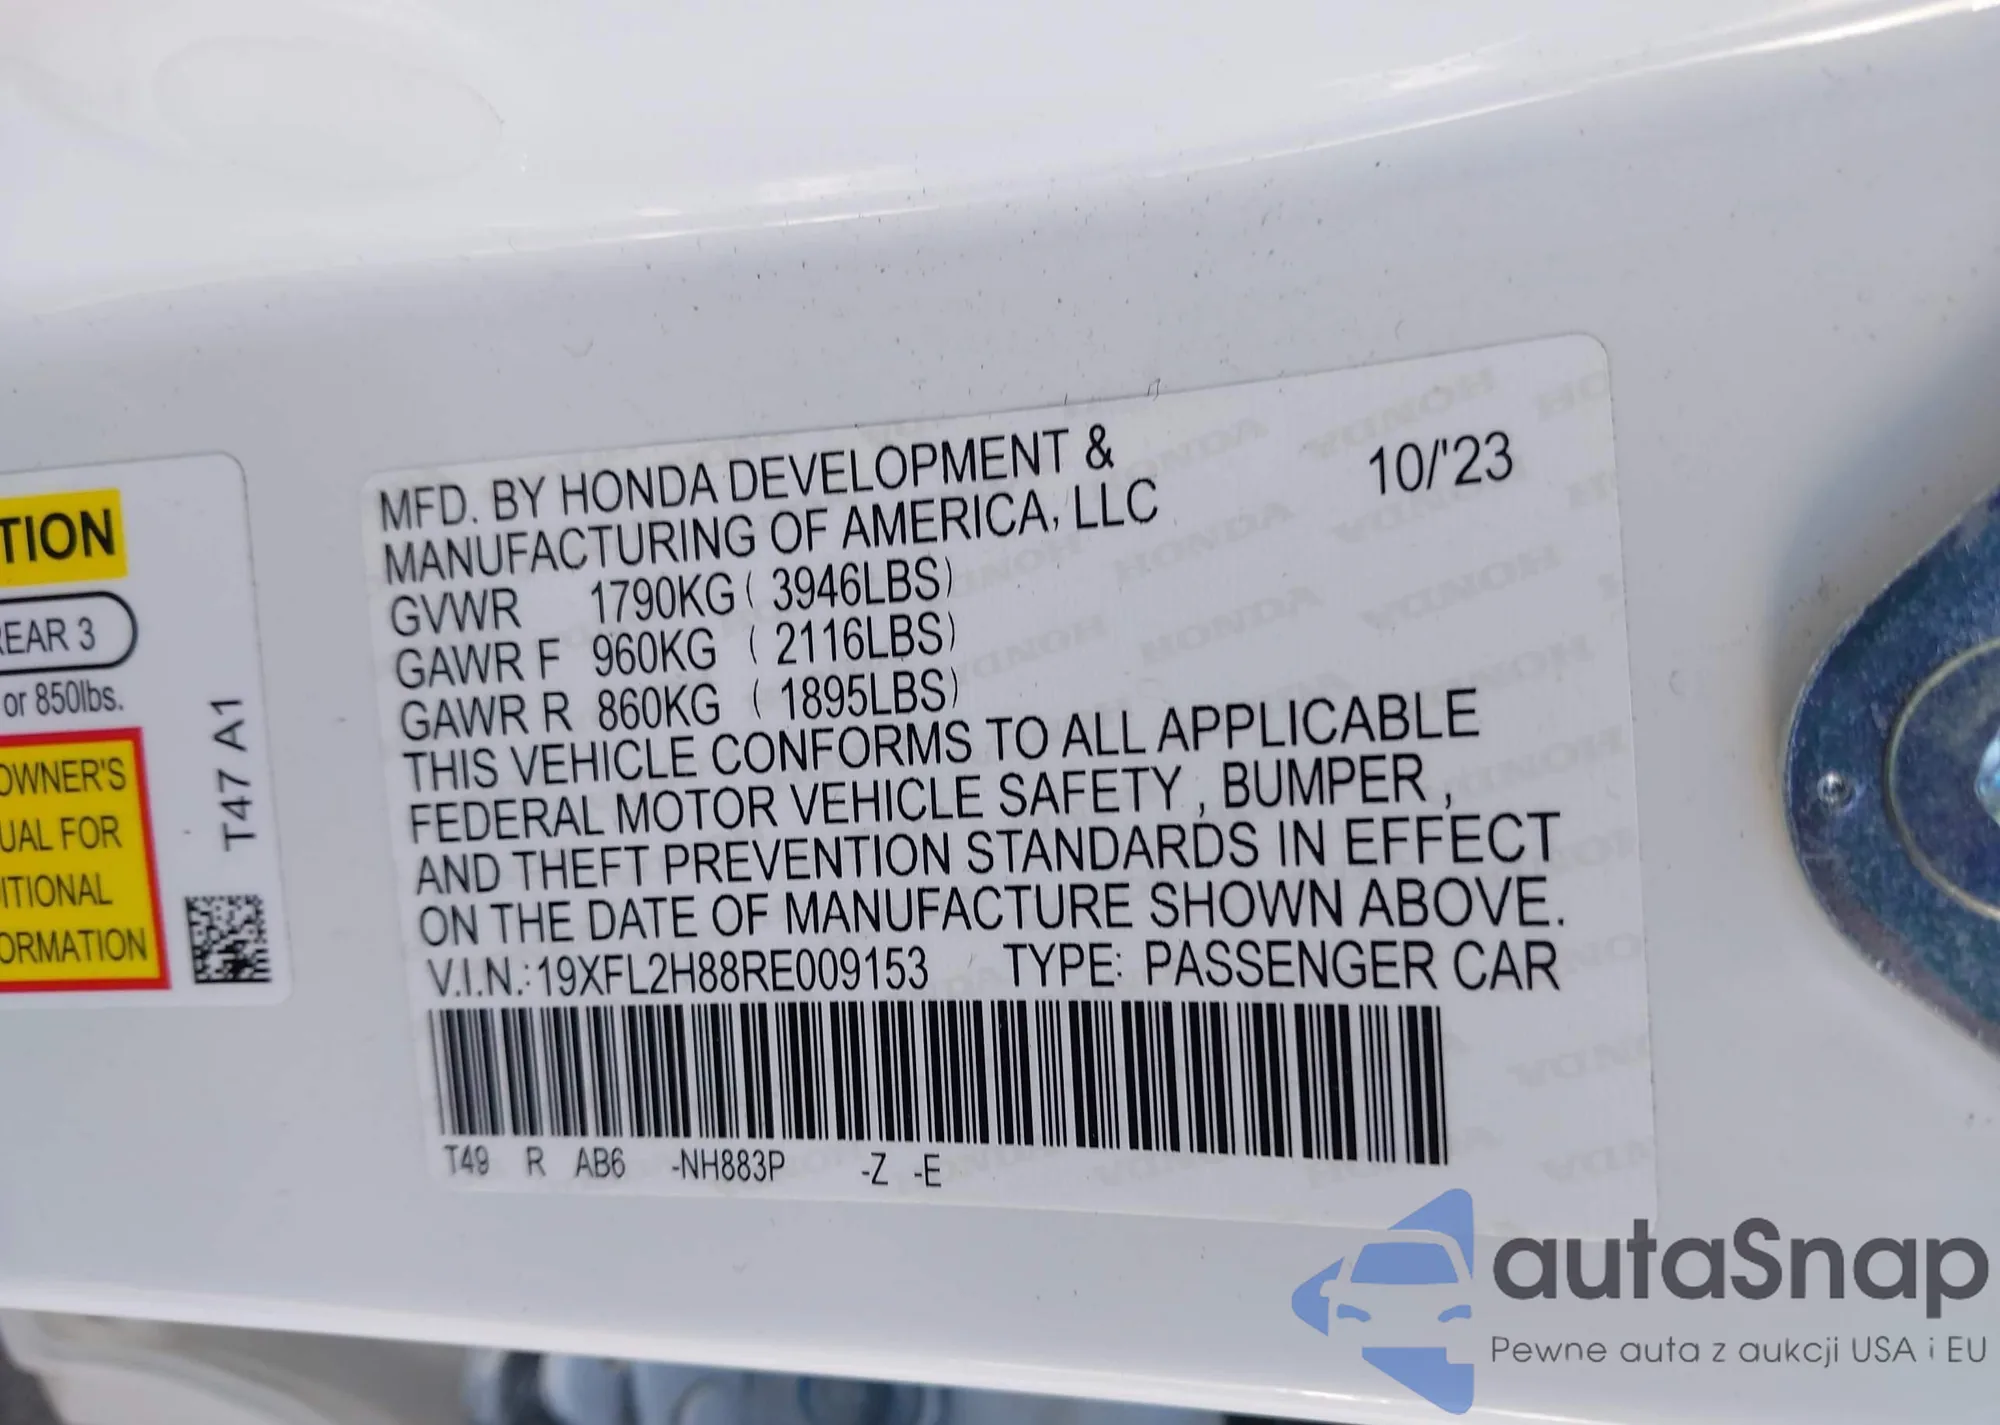 TION
REAR 3
or 850lbs.
OWNER'S
UAL FOR
ITIONAL
ORMATION
T47 A1
MFD. BY HONDA DEVELOPMENT &
MANUFACTURING OF AMERICA, LLC
10/'23
GVWR 1790KG ( 3946LBS)
GAWR F 960KG ( 2116LBS)
GAWR R 860KG ( 1895LBS)
THIS VEHICLE CONFORMS TO ALL APPLICABLE
FEDERAL MOTOR VEHICLE SAFETY , BUMPER ,
AND THEFT PREVENTION STANDARDS IN EFFECT
ON THE DATE OF MANUFACTURE SHOWN ABOVE.
V.I.N.: 19XFL2H88RE009153 TYPE: PASSENGER CAR
T49 R AB6 -NH883P -Z -E
autaSnap
Pewne auta z aukcji USA i EU